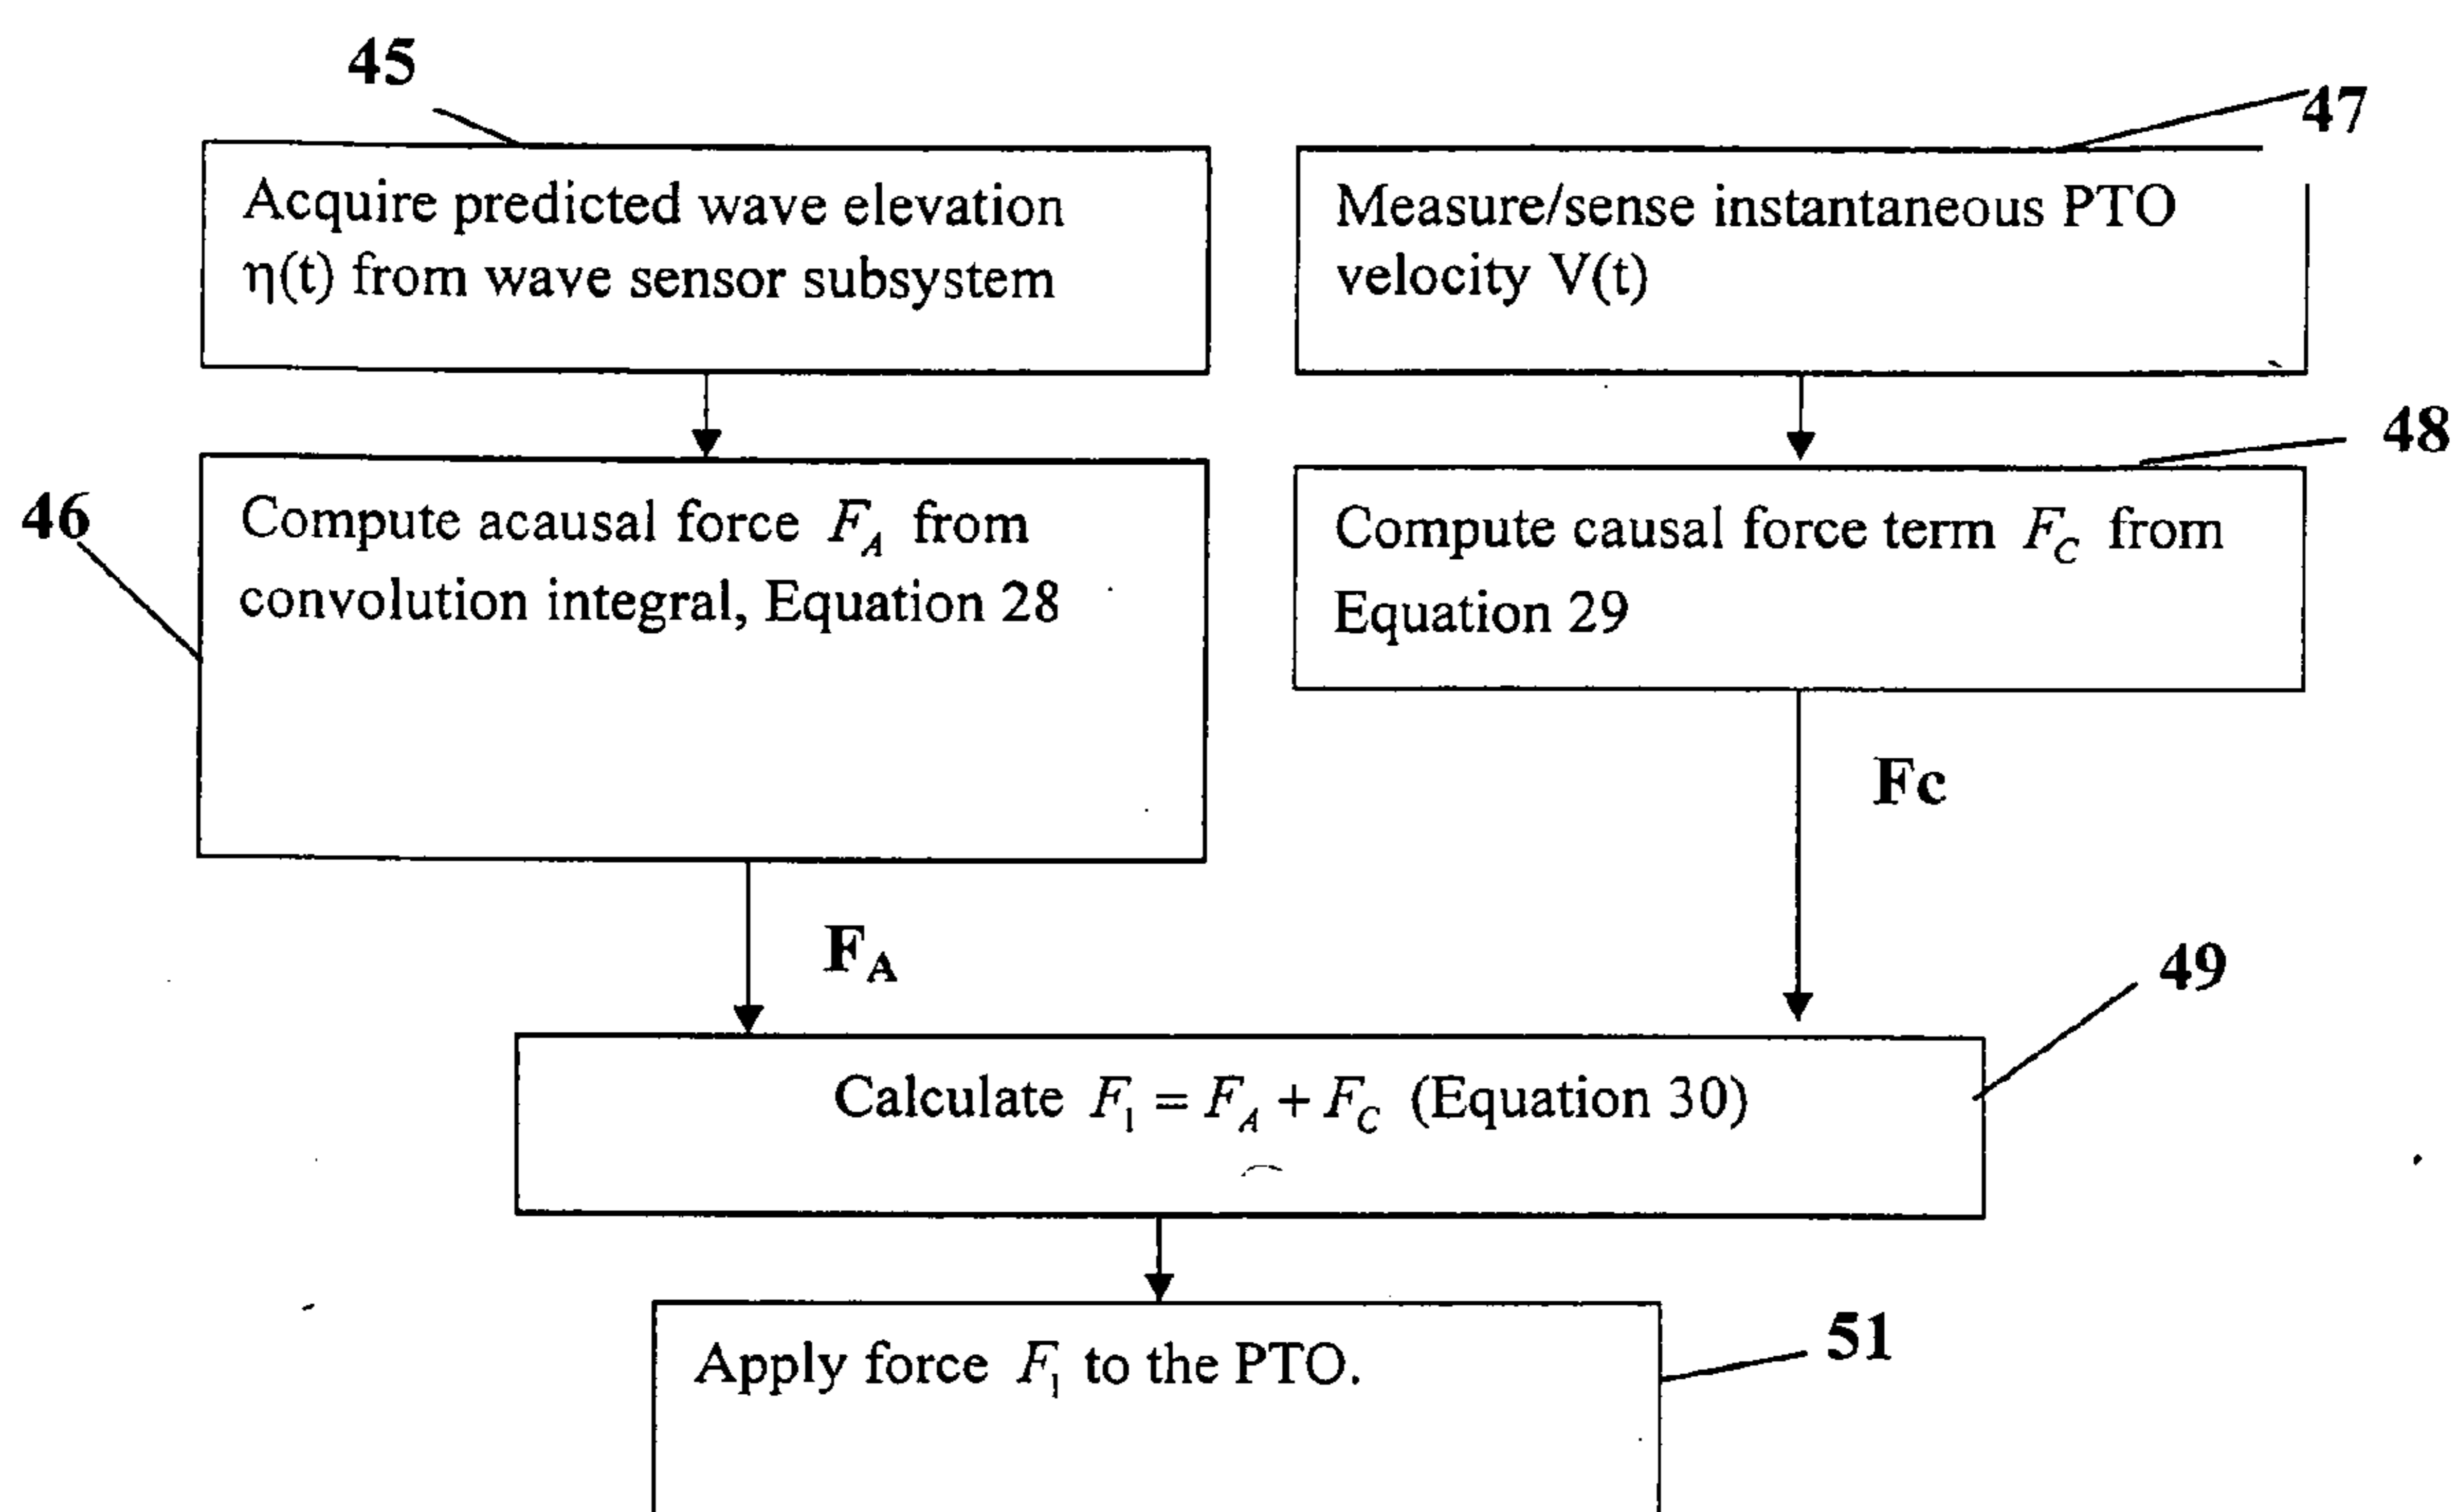 45
47
Acquire predicted wave elevation
η(t) from wave sensor subsystem
Measure/sense instantaneous PTO
velocity V(t)
48
46
Compute acausal force F_A from
convolution integral, Equation 28
Compute causal force term F_C from
Equation 29
Fc
F_A
49
Calculate F_1 = F_A + F_C (Equation 30)
51
Apply force F_1 to the PTO.